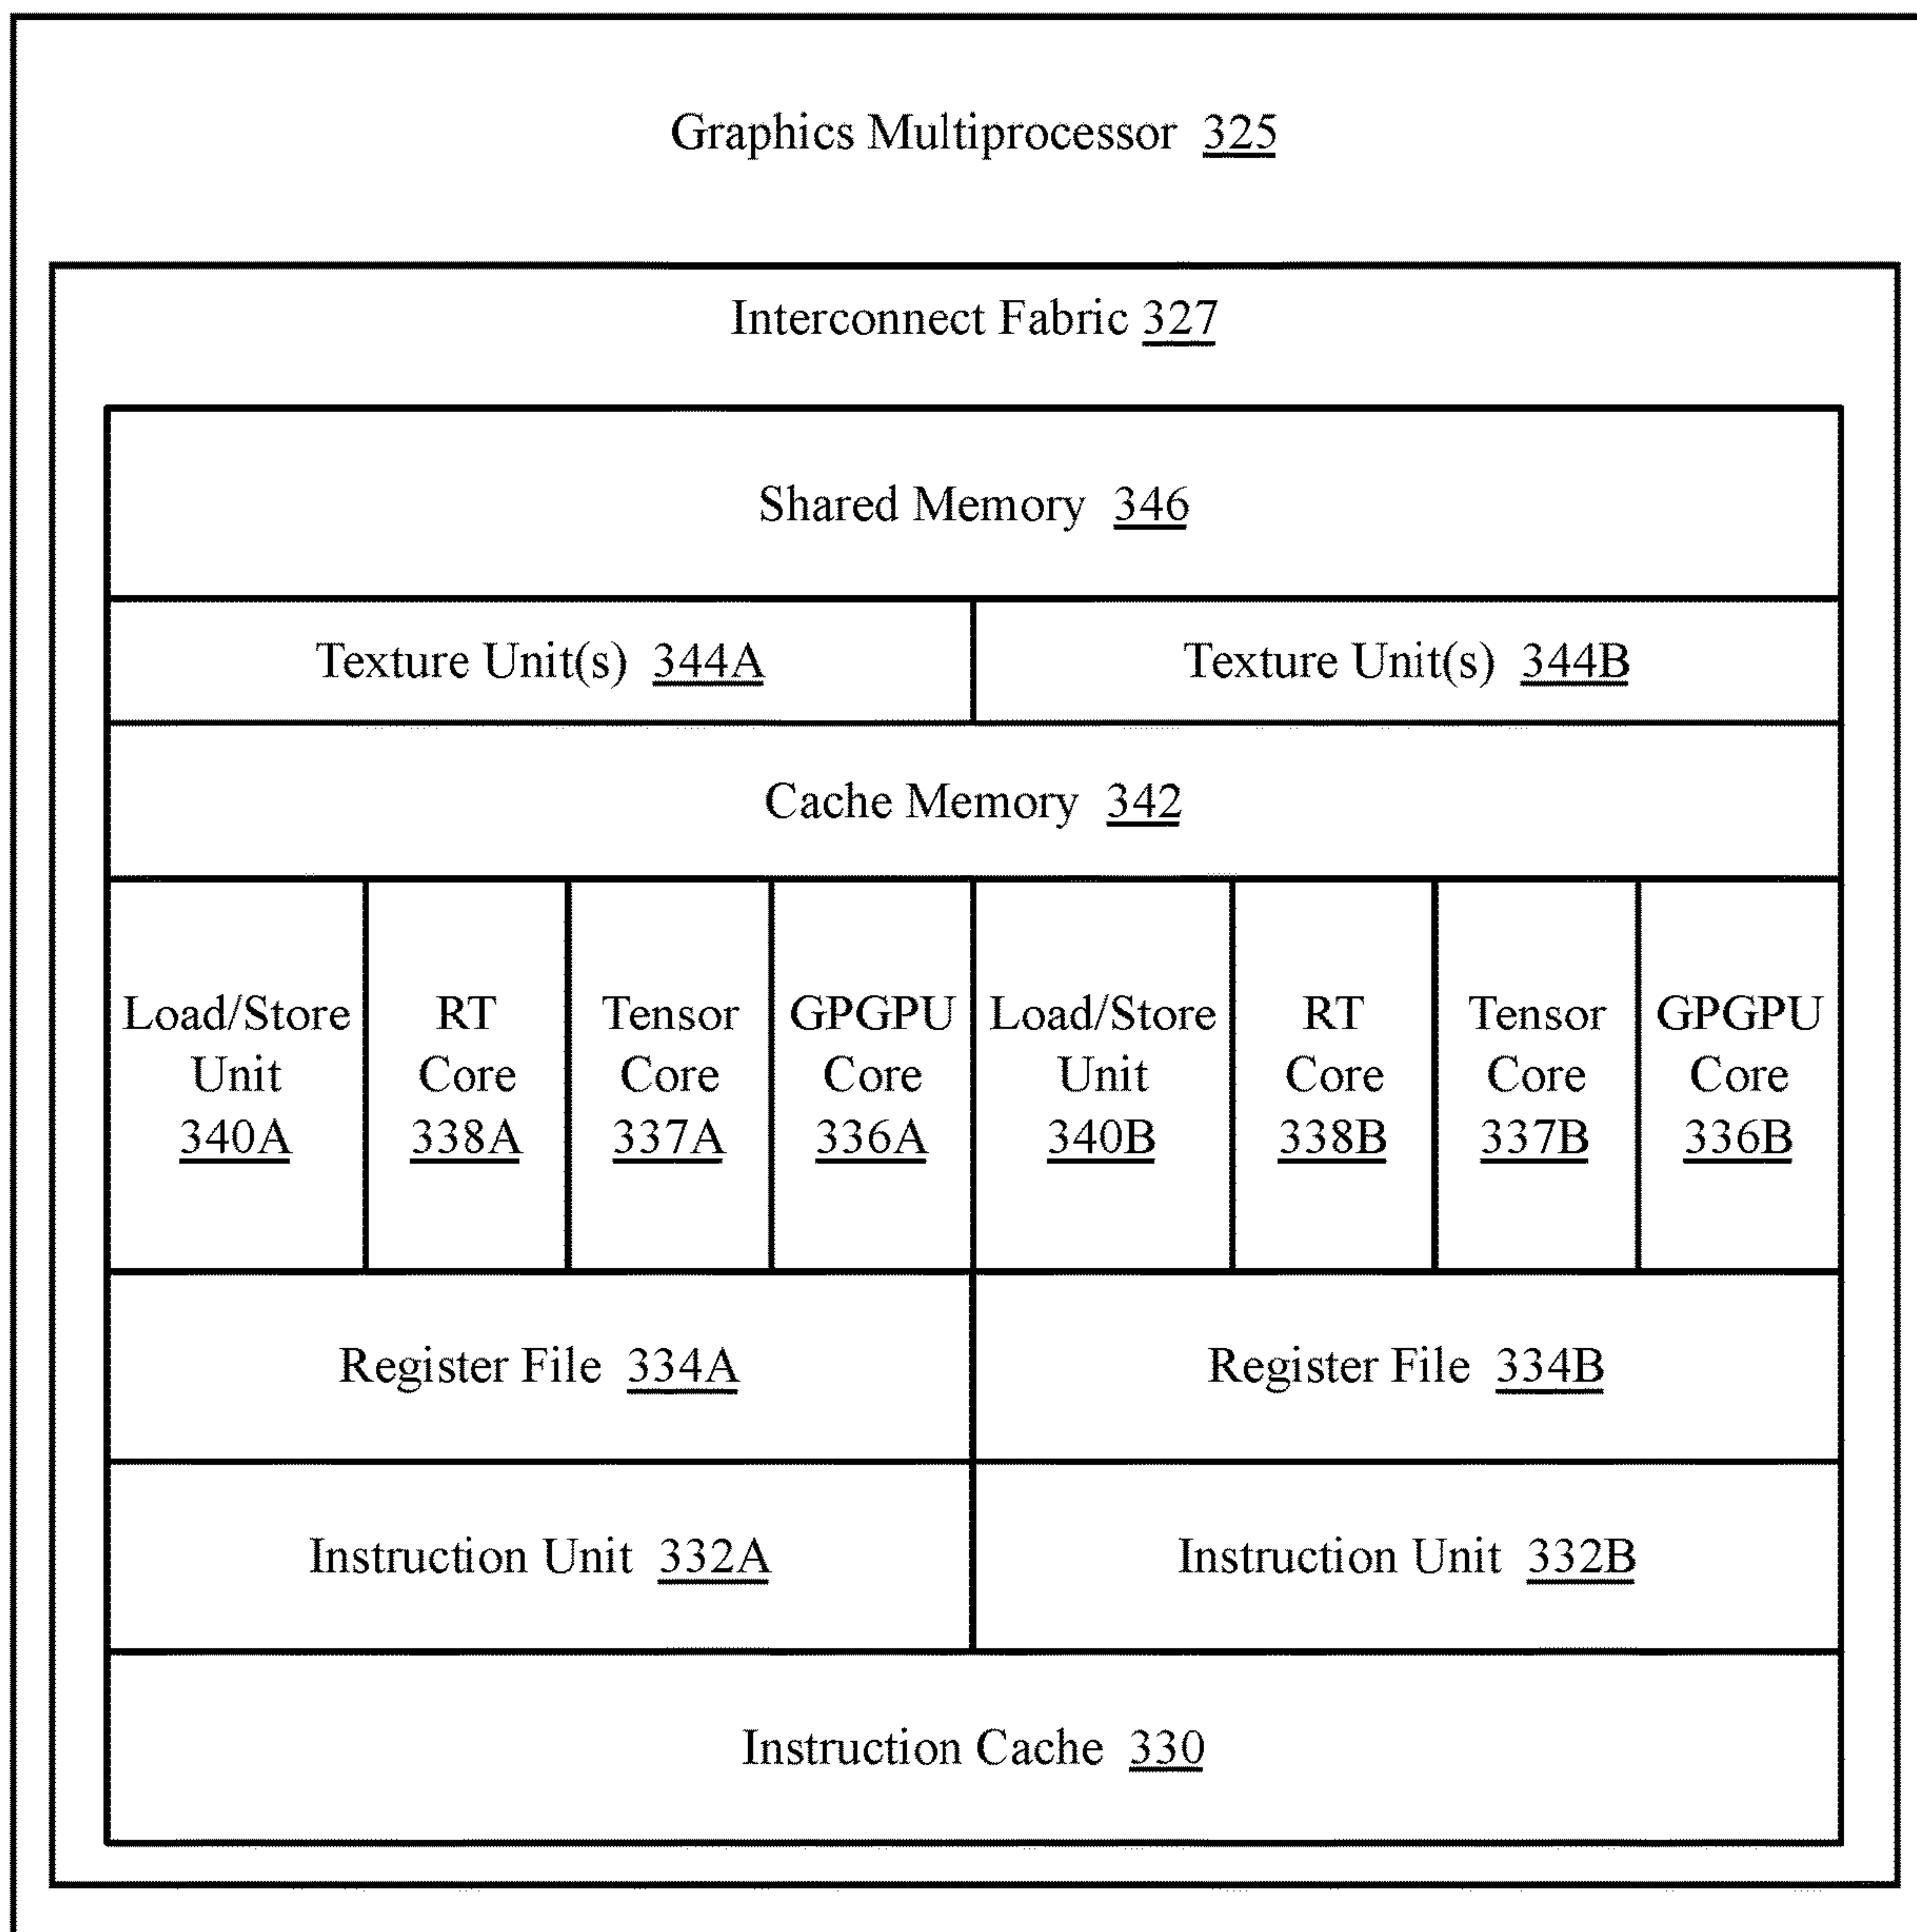 Graphics Multiprocessor 325
Interconnect Fabric 327
Shared Memory 346
Texture Unit(s) 344A
Texture Unit(s) 344B
Cache Memory 342
Load/Store
Unit
340A
RT
Core
338A
Tensor
Core
337A
GPGPU
Core
336A
Load/Store
Unit
340B
RT
Core
338B
Tensor
Core
337B
GPGPU
Core
336B
Register File 334A
Register File 334B
Instruction Unit 332A
Instruction Unit 332B
Instruction Cache 330